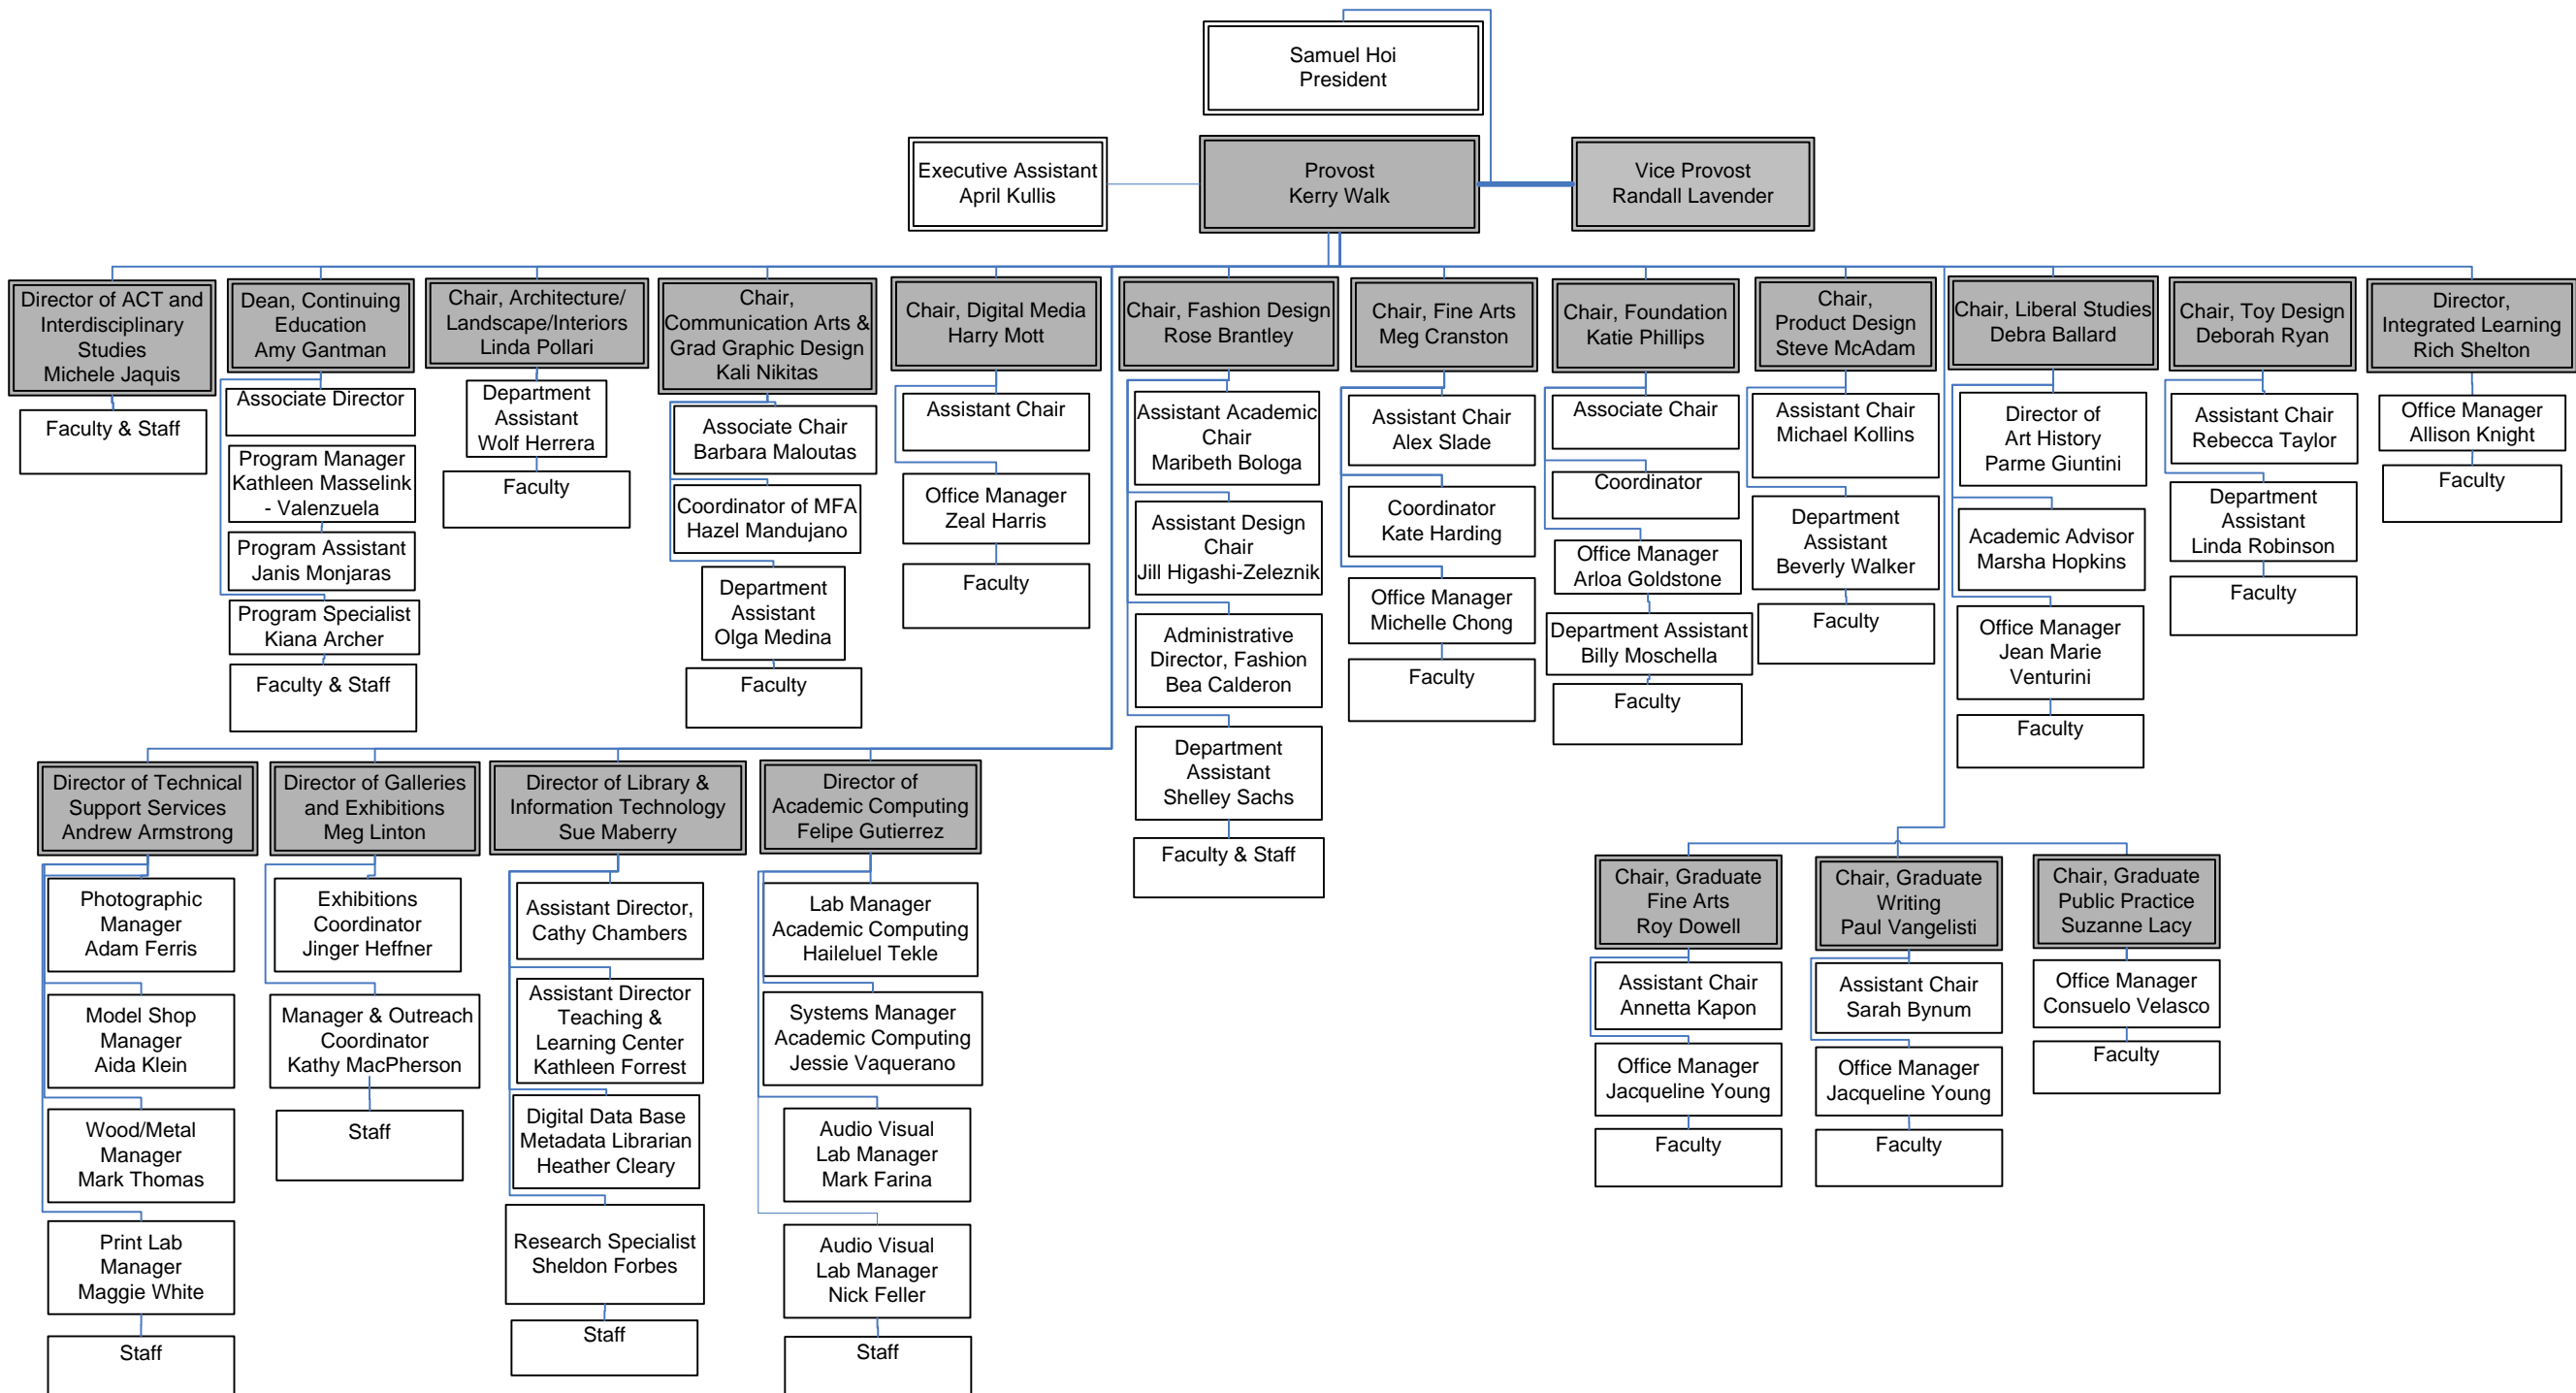 Samuel Hoi
President
Executive Assistant
April Kullis
Provost
Kerry Walk
Vice Provost
Randall Lavender
Director of ACT and
Interdisciplinary
Studies
Michele Jaquis
Faculty & Staff
Dean, Continuing
Education
Amy Gantman
Associate Director
Program Manager
Kathleen Masselink
- Valenzuela
Program Assistant
Janis Monjaras
Program Specialist
Kiana Archer
Faculty & Staff
Chair, Architecture/
Landscape/Interiors
Linda Pollari
Department
Assistant
Wolf Herrera
Faculty
Chair,
Communication Arts &
Grad Graphic Design
Kali Nikitas
Associate Chair
Barbara Maloutas
Coordinator of MFA
Hazel Mandujano
Department
Assistant
Olga Medina
Faculty
Chair, Digital Media
Harry Mott
Assistant Chair
Office Manager
Zeal Harris
Faculty
Chair, Fashion Design
Rose Brantley
Assistant Academic
Chair
Maribeth Bologa
Assistant Design
Chair
Jill Higashi-Zeleznik
Administrative
Director, Fashion
Bea Calderon
Department
Assistant
Shelley Sachs
Faculty & Staff
Chair, Fine Arts
Meg Cranston
Assistant Chair
Alex Slade
Coordinator
Kate Harding
Office Manager
Michelle Chong
Faculty
Chair, Foundation
Katie Phillips
Associate Chair
Coordinator
Office Manager
Arloa Goldstone
Department Assistant
Billy Moschella
Faculty
Chair,
Product Design
Steve McAdam
Assistant Chair
Michael Kollins
Department
Assistant
Beverly Walker
Faculty
Chair, Liberal Studies
Debra Ballard
Director of
Art History
Parme Giuntini
Academic Advisor
Marsha Hopkins
Office Manager
Jean Marie
Venturini
Faculty
Chair, Toy Design
Deborah Ryan
Assistant Chair
Rebecca Taylor
Department
Assistant
Linda Robinson
Faculty
Director,
Integrated Learning
Rich Shelton
Office Manager
Allison Knight
Faculty
Director of Technical
Support Services
Andrew Armstrong
Photographic
Manager
Adam Ferris
Model Shop
Manager
Aida Klein
Wood/Metal
Manager
Mark Thomas
Print Lab
Manager
Maggie White
Staff
Director of Galleries
and Exhibitions
Meg Linton
Exhibitions
Coordinator
Jinger Heffner
Manager & Outreach
Coordinator
Kathy MacPherson
Staff
Director of Library &
Information Technology
Sue Maberry
Assistant Director,
Cathy Chambers
Assistant Director
Teaching &
Learning Center
Kathleen Forrest
Digital Data Base
Metadata Librarian
Heather Cleary
Research Specialist
Sheldon Forbes
Staff
Director of
Academic Computing
Felipe Gutierrez
Lab Manager
Academic Computing
Haileluel Tekle
Systems Manager
Academic Computing
Jessie Vaquerano
Audio Visual
Lab Manager
Mark Farina
Audio Visual
Lab Manager
Nick Feller
Staff
Chair, Graduate
Fine Arts
Roy Dowell
Assistant Chair
Annetta Kapon
Office Manager
Jacqueline Young
Faculty
Chair, Graduate
Writing
Paul Vangelisti
Assistant Chair
Sarah Bynum
Office Manager
Jacqueline Young
Faculty
Chair, Graduate
Public Practice
Suzanne Lacy
Office Manager
Consuelo Velasco
Faculty